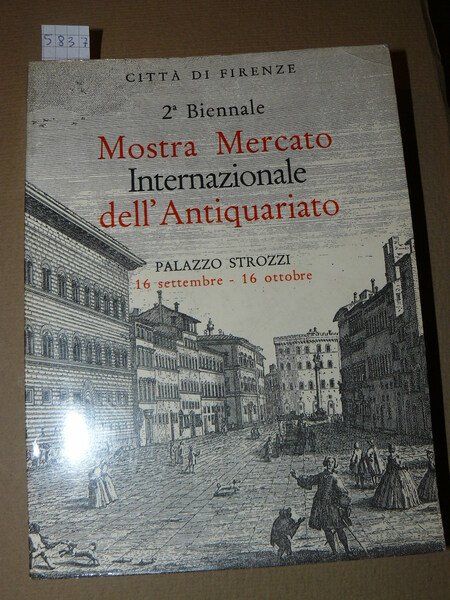 5837
CITTÀ DI FIRENZE
2ª Biennale
Mostra Mercato
Internazionale
dell'Antiquariato
PALAZZO STROZZI
16 settembre - 16 ottobre